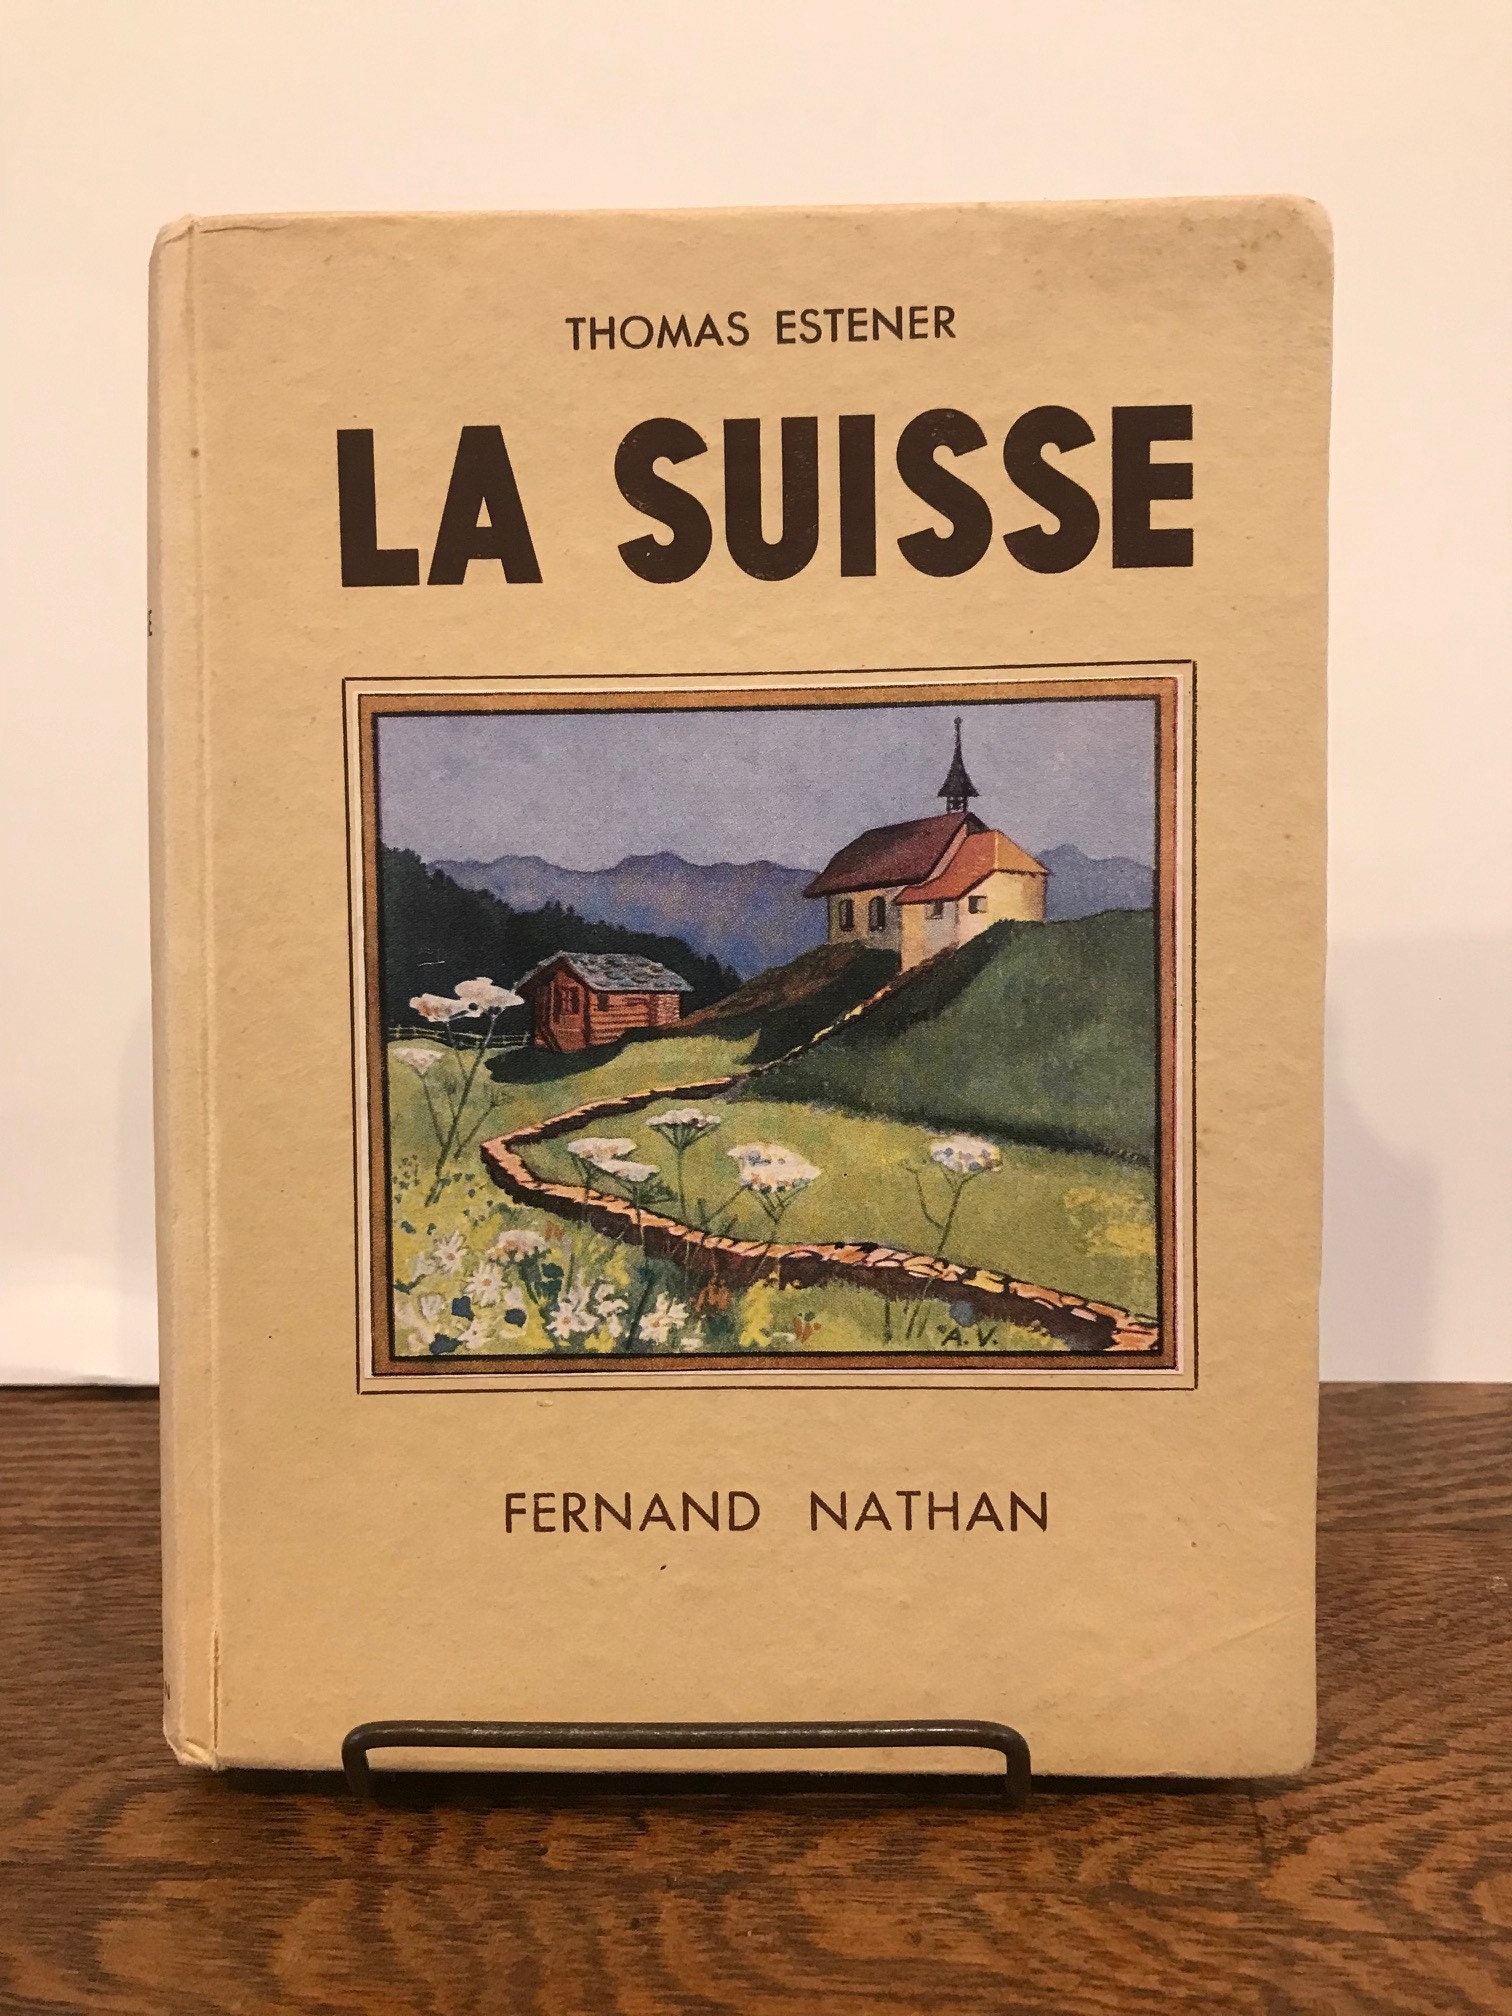 THOMAS ESTENER
LA SUISSE
A.V.
FERNAND NATHAN